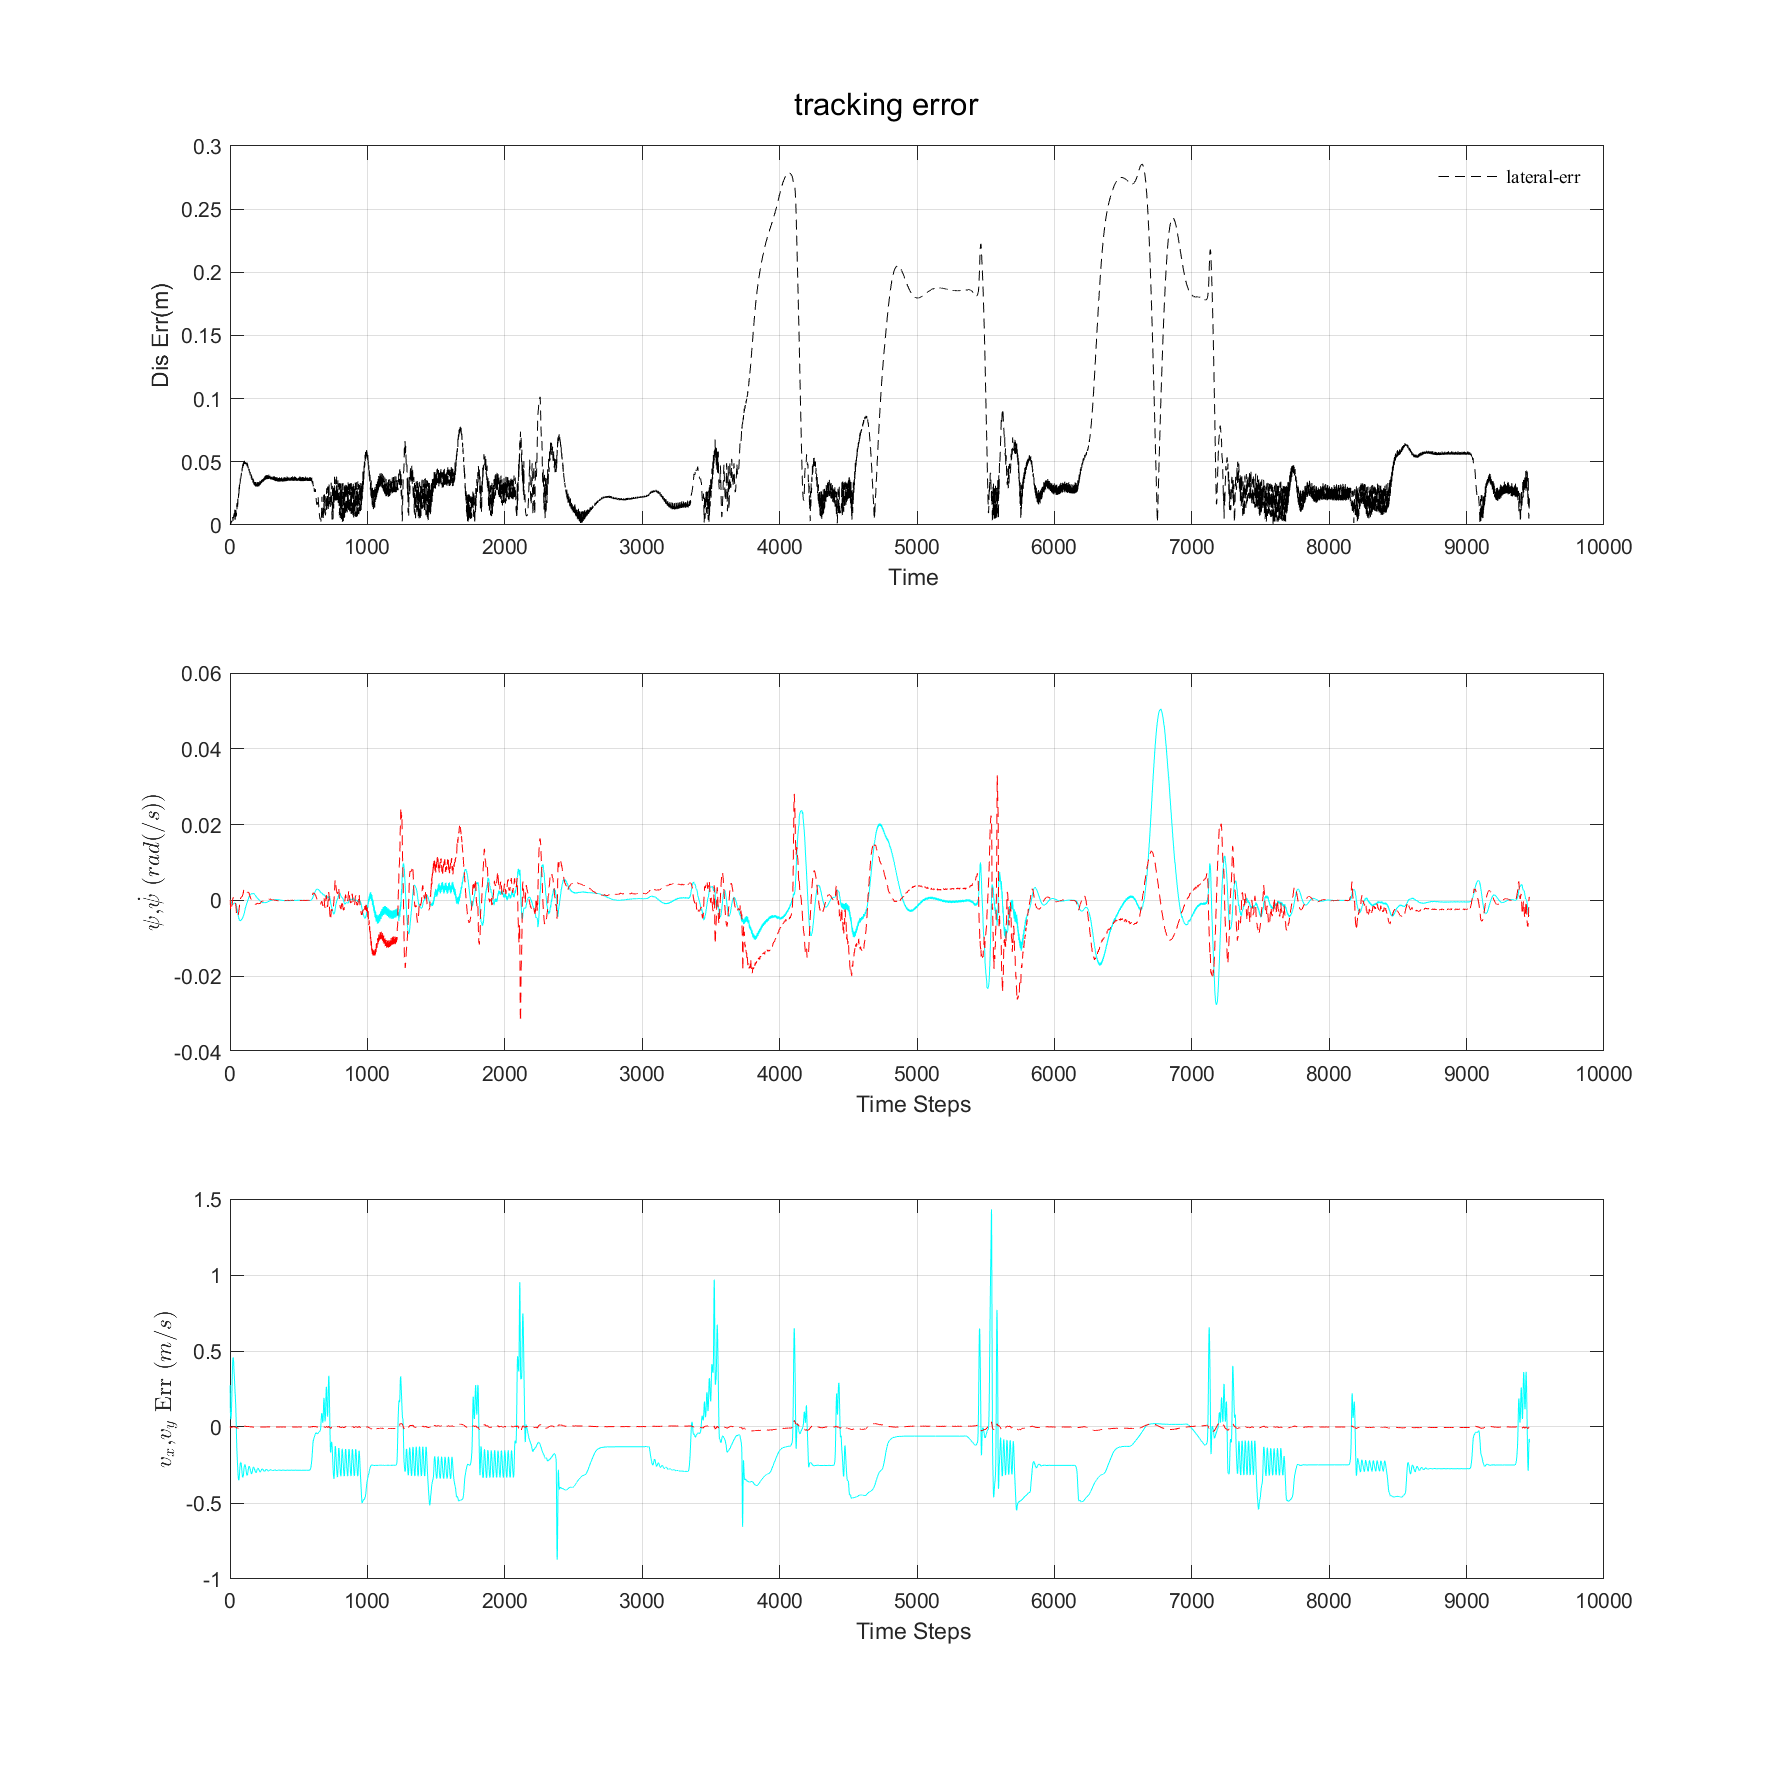 tracking error
0.3
0.25
0.2
0.15
0.1
0.05
0
Dis Err(m)
lateral-err
0 1000 2000 3000 4000 5000 6000 7000 8000 9000 10000
Time
0.06
0.04
0.02
0
-0.02
-0.04
ψ,ψ̇, (rad(/s))
0 1000 2000 3000 4000 5000 6000 7000 8000 9000 10000
Time Steps
1.5
1
0.5
0
-0.5
-1
vₓ,v_y Err (m/s)
0 1000 2000 3000 4000 5000 6000 7000 8000 9000 10000
Time Steps